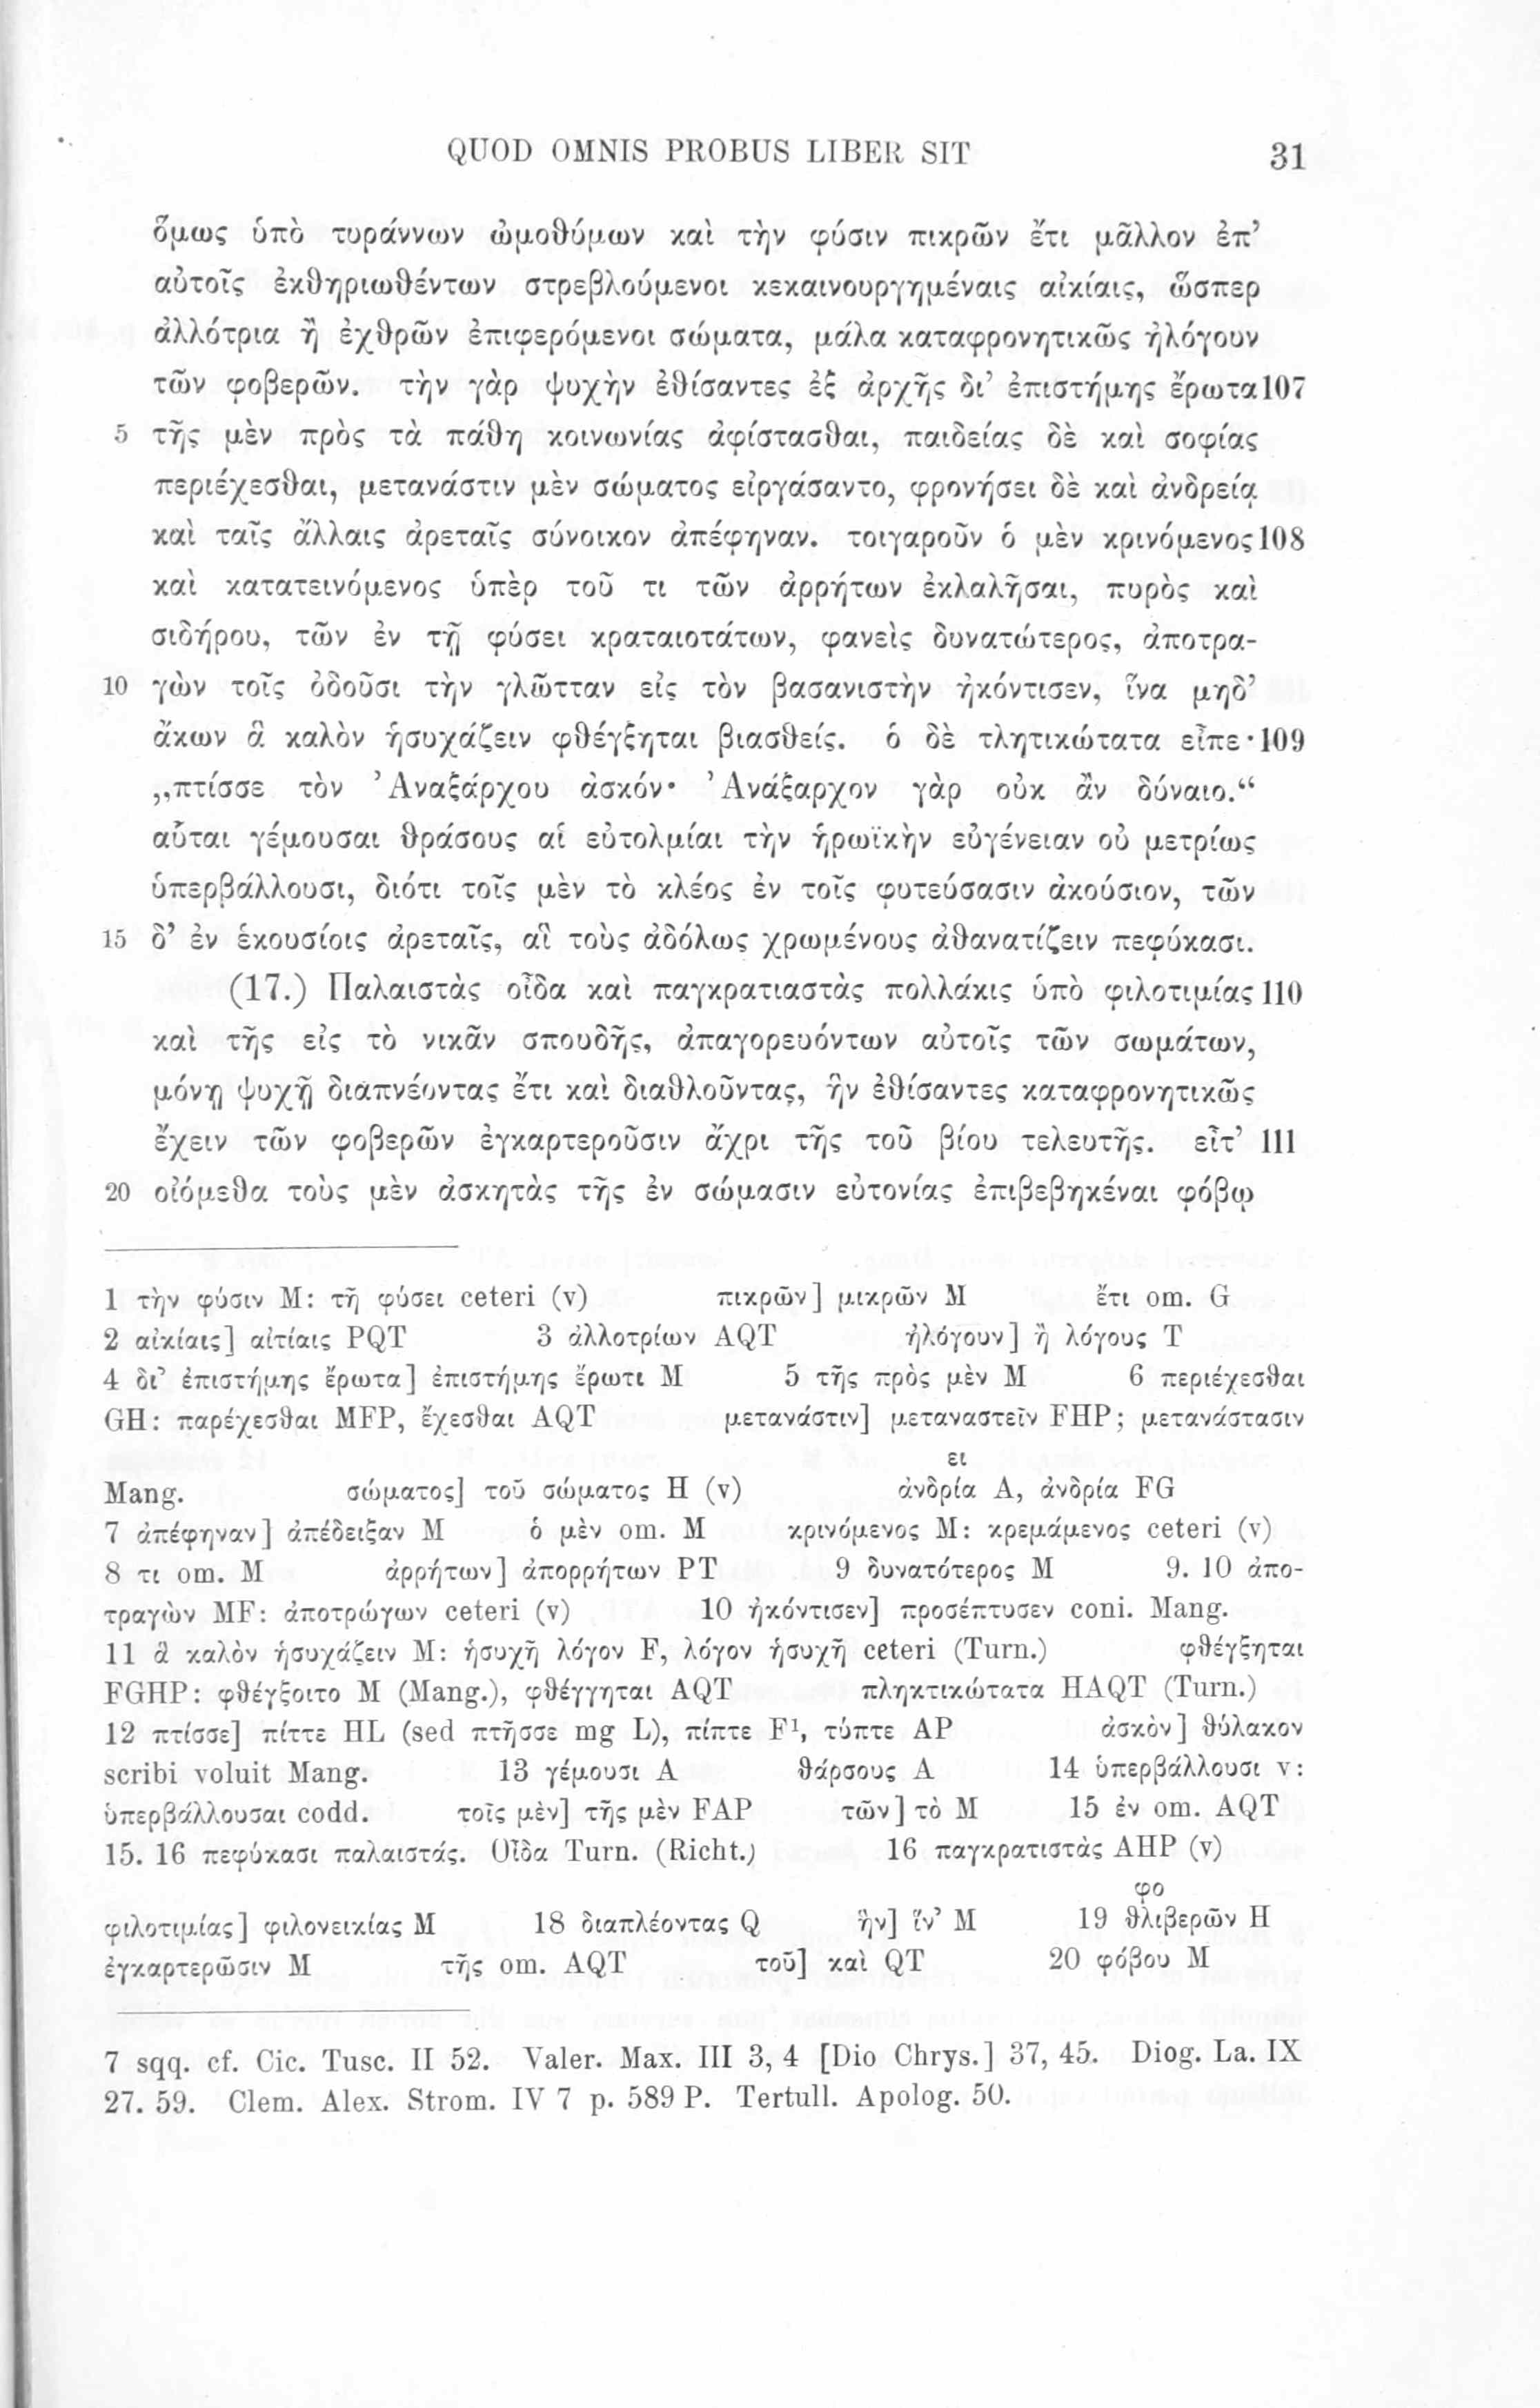 QUOD OMNIS PROBUS LIBER SIT 31
ὅμως ὑπὸ τυράννων ὠμοθύμων καὶ τὴν φύσιν πικρῶν ἔτι μᾶλλον ἐπ’
αὐτοῖς ἐκθηριωθέντων στρεβλούμενοι κεκαινουργημέναις αἰκίαις, ὥσπερ
ἀλλότρια ἢ ἐχθρῶν ἐπιφερόμενοι σώματα, μάλα καταφρονητικῶς ἠλόγουν
τῶν φοβερῶν. τὴν γὰρ ψυχὴν ἐθίσαντες ἐξ ἀρχῆς δι’ ἐπιστήμης ἔρωτα 107
5 τῆς μὲν πρὸς τὰ πάθη κοινωνίας ἀφίστασθαι, παιδείας δὲ καὶ σοφίας
περιέχεσθαι, μετανάστιν μὲν σώματος εἰργάσαντο, φρονήσει δὲ καὶ ἀνδρείᾳ
καὶ ταῖς ἄλλαις ἀρεταῖς σύνοικον ἀπέφηναν. τοιγαροῦν ὁ μὲν κρινόμενος 108
καὶ κατατεινόμενος ὑπὲρ τοῦ τι τῶν ἀρρήτων ἐκλαλῆσαι, πυρὸς καὶ
σιδήρου, τῶν ἐν τῇ φύσει κραταιοτάτων, φανεὶς δυνατώτερος, ἀποτρα-
10 γὼν τοῖς ὀδοῦσι τὴν γλῶτταν εἰς τὸν βασανιστὴν ἠκόντισεν, ἵνα μηδ’
ἄκων ἃ καλὸν ἡσυχάζειν φθέγξηται βιασθείς. ὁ δὲ τλητικώτατα εἶπε· 109
„πτίσσε τὸν Ἀναξάρχου ἀσκόν· Ἀνάξαρχον γὰρ οὐκ ἂν δύναιο.“
αὗται γέμουσαι θράσους αἱ εὐτολμίαι τὴν ἡρωϊκὴν εὐγένειαν οὐ μετρίως
ὑπερβάλλουσι, διότι τοῖς μὲν τὸ κλέος ἐν τοῖς φυτεύσασιν ἀκούσιον, τῶν
15 δ’ ἐν ἑκουσίοις ἀρεταῖς, αἳ τοὺς ἀδόλως χρωμένους ἀθανατίζειν πεφύκασι.
(17.) Παλαιστὰς οἶδα καὶ παγκρατιαστὰς πολλάκις ὑπὸ φιλοτιμίας 110
καὶ τῆς εἰς τὸ νικᾶν σπουδῆς, ἀπαγορευόντων αὐτοῖς τῶν σωμάτων,
μόνῃ ψυχῇ διαπνέοντας ἔτι καὶ διαθλοῦντας, ἣν ἐθίσαντες καταφρονητικῶς
ἔχειν τῶν φοβερῶν ἐγκαρτεροῦσιν ἄχρι τῆς τοῦ βίου τελευτῆς. εἶτ’ 111
20 οἰόμεθα τοὺς μὲν ἀσκητὰς τῆς ἐν σώμασιν εὐτονίας ἐπιβεβηκέναι φόβῳ
1 τὴν φύσιν M: τῇ φύσει ceteri (v) πικρῶν] μικρῶν M ἔτι om. G
2 αἰκίαις] αἰτίαις PQT 3 ἀλλοτρίων AQT ἠλόγουν] ἢ λόγους T
4 δι’ ἐπιστήμης ἔρωτα] ἐπιστήμης ἔρωτι M 5 τῆς πρὸς μὲν M 6 περιέχεσθαι
GH: παρέχεσθαι MFP, ἔχεσθαι AQT μετανάστιν] μεταναστεῖν FHP; μετανάστασιν
ει
Mang. σώματος] τοῦ σώματος H (v) ἀνδρία A, ἀνδρία FG
7 ἀπέφηναν] ἀπέδειξαν M ὁ μὲν om. M κρινόμενος M: κρεμάμενος ceteri (v)
8 τι om. M ἀρρήτων] ἀπορρήτων PT 9 δυνατότερος M 9. 10 ἀπο-
τραγὼν MF: ἀποτρώγων ceteri (v) 10 ἠκόντισεν] προσέπτυσεν coni. Mang.
11 ἃ καλὸν ἡσυχάζειν M: ἡσυχῆ λόγον F, λόγον ἡσυχῆ ceteri (Turn.) φθέγξηται
FGHP: φθέγξοιτο M (Mang.), φθέγγηται AQT πληκτικώτατα HAQT (Turn.)
12 πτίσσε] πίττε HL (sed πτῆσσε mg L), πίπτε F¹, τύπτε AP ἀσκὸν] θύλακον
scribi voluit Mang. 13 γέμουσι A θάρσους A 14 ὑπερβάλλουσι v:
ὑπερβάλλουσαι codd. τοῖς μὲν] τῆς μὲν FAP τῶν] τὸ M 15 ἐν om. AQT
15. 16 πεφύκασι παλαιστάς. Οἶδα Turn. (Richt.) 16 παγκρατιστὰς AHP (v)
φο
φιλοτιμίας] φιλονεικίας M 18 διαπλέοντας Q ἣν] ἵν’ M 19 θλιβερῶν H
ἐγκαρτερῶσιν M τῆς om. AQT τοῦ] καὶ QT 20 φόβου M
7 sqq. cf. Cic. Tusc. II 52. Valer. Max. III 3, 4 [Dio Chrys.] 37, 45. Diog. La. IX
27. 59. Clem. Alex. Strom. IV 7 p. 589 P. Tertull. Apolog. 50.